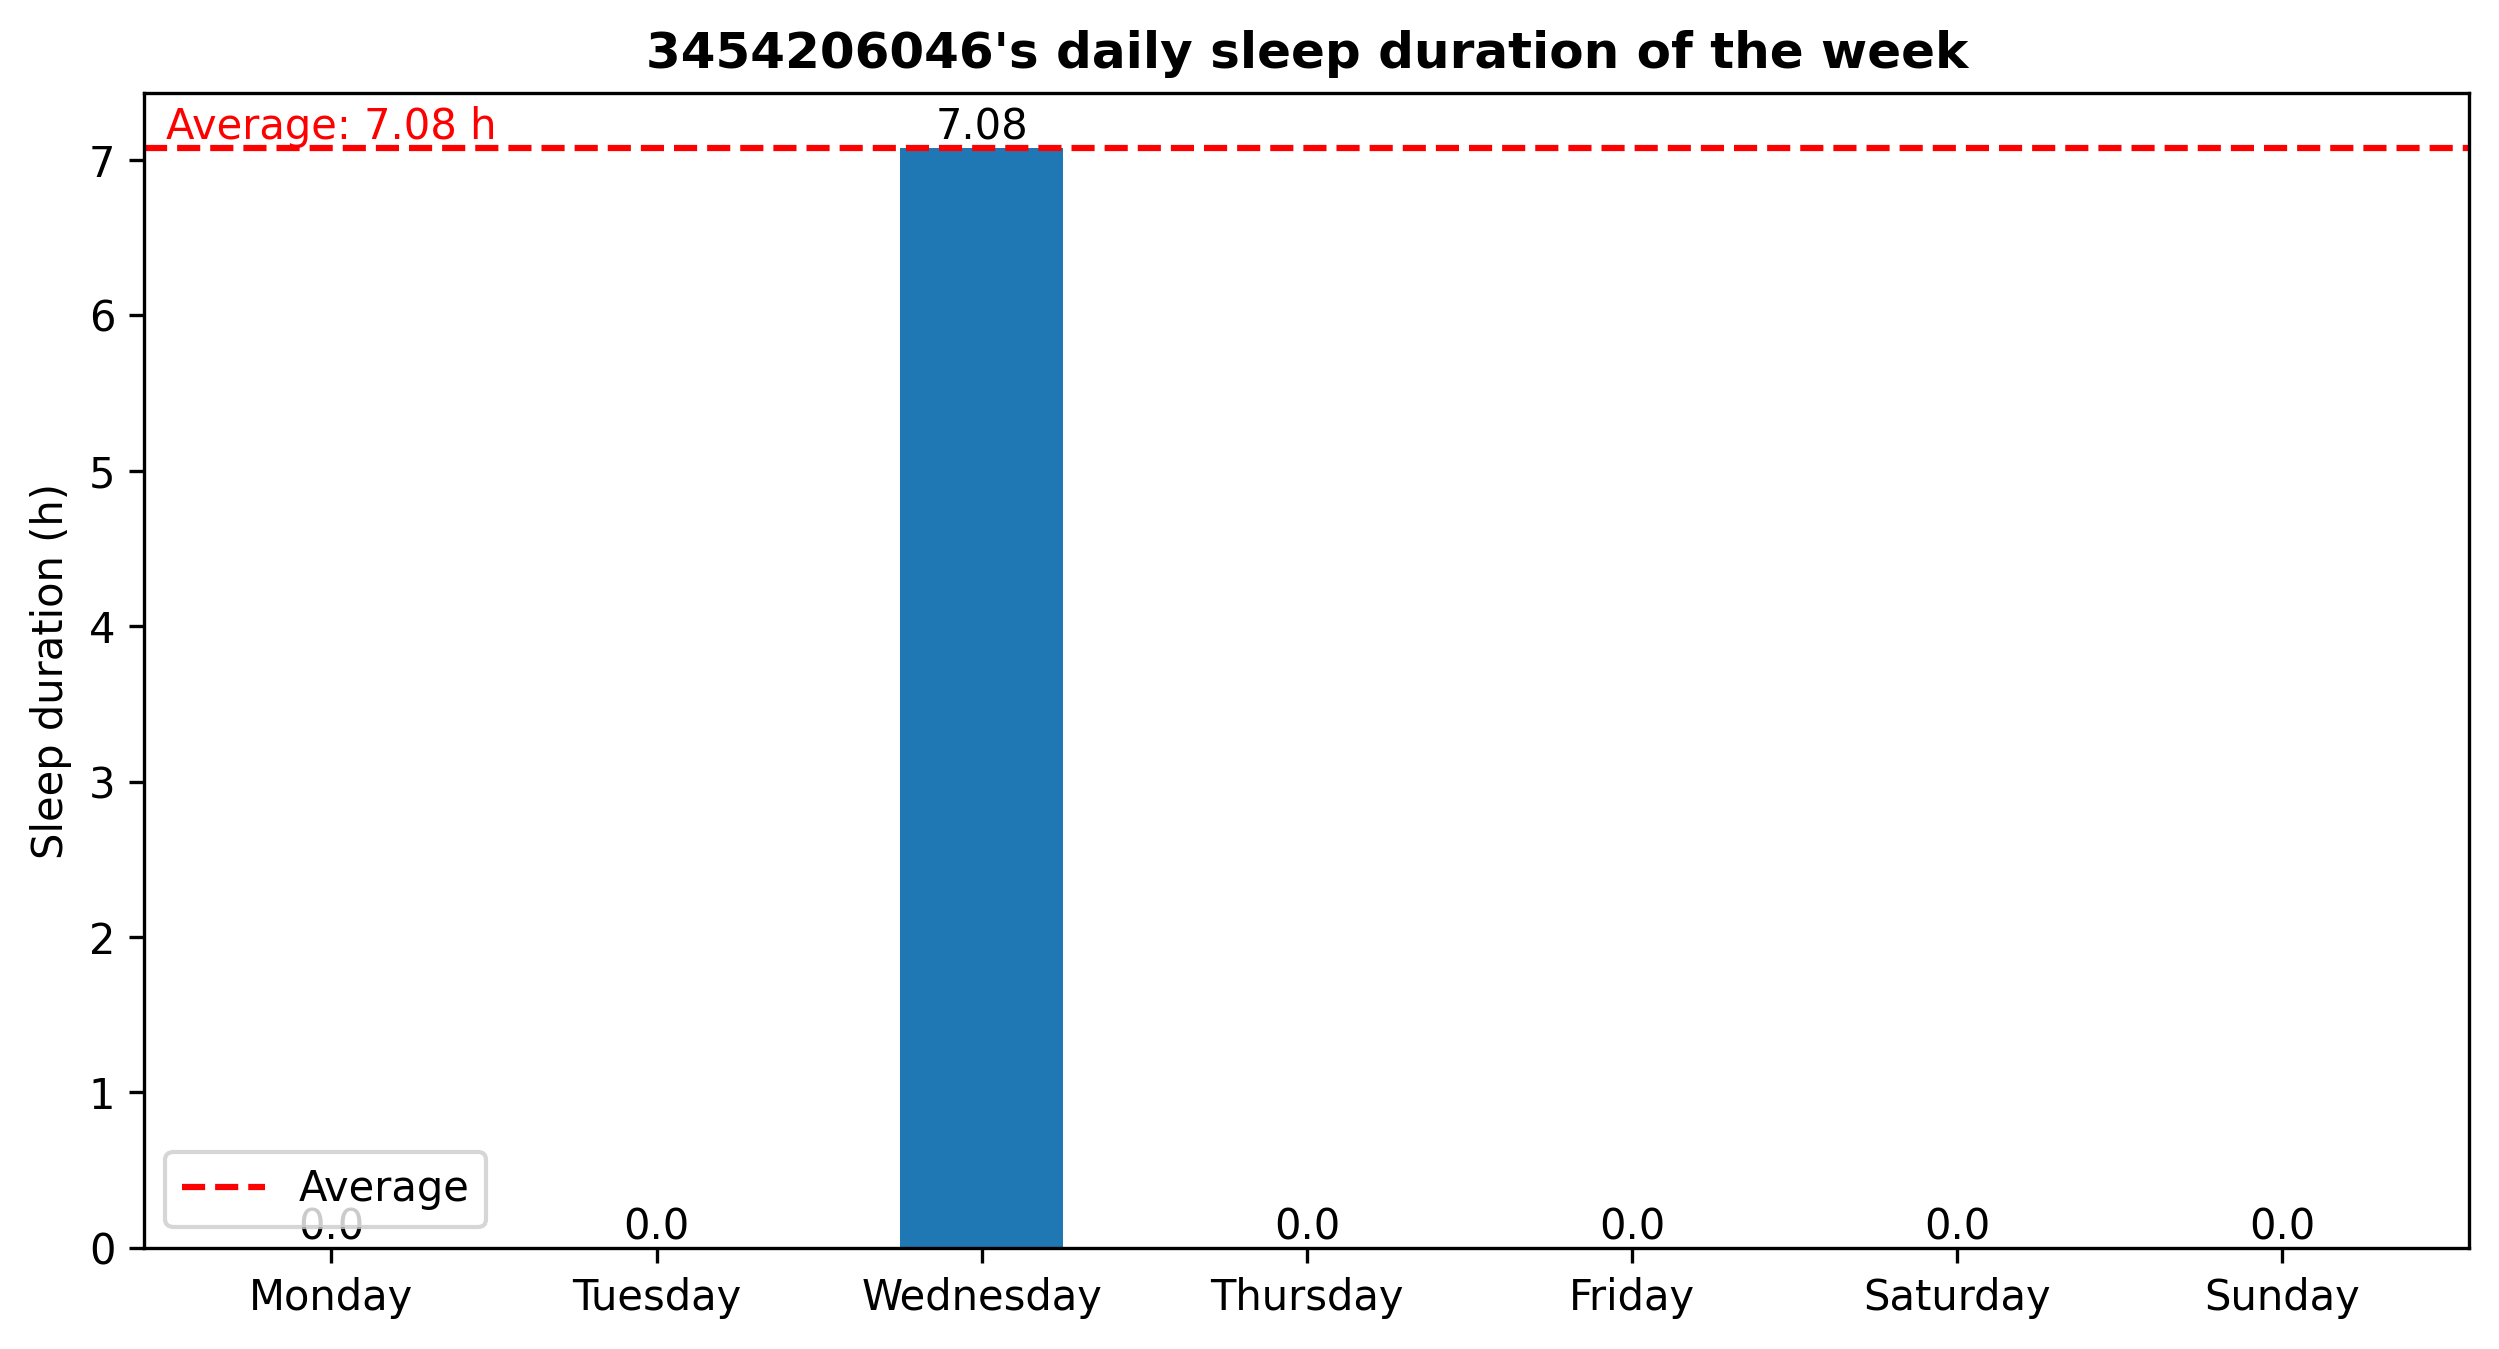 3454206046's daily sleep duration of the week
Average: 7.08 h
7.08
7
6
5
4
3
2
1
0
Sleep duration (h)
Average
0.0
0.0
0.0
0.0
0.0
0.0
Monday
Tuesday
Wednesday
Thursday
Friday
Saturday
Sunday